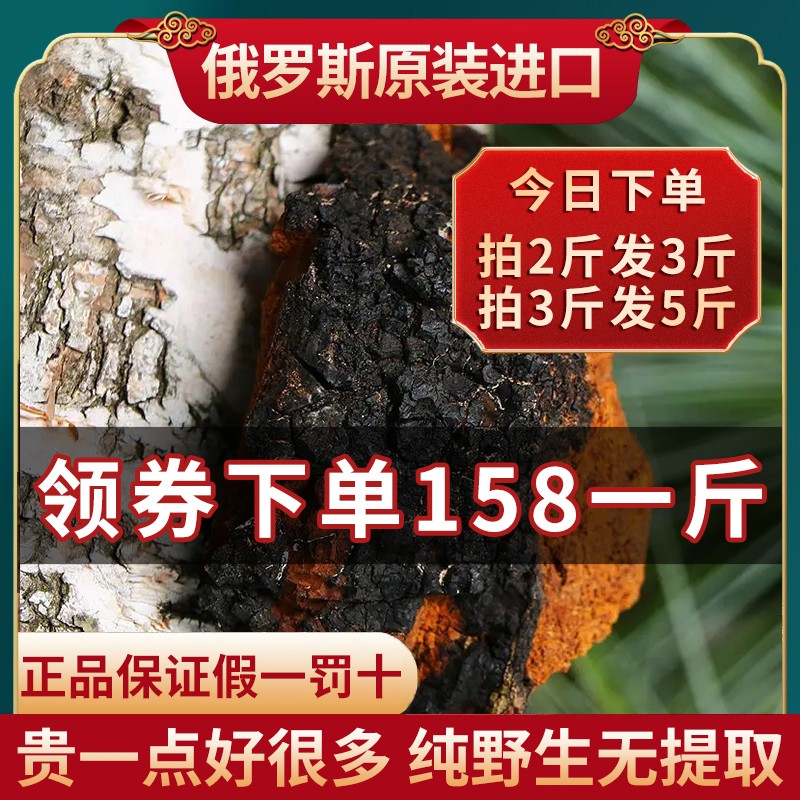 俄罗斯原装进口
今日下单
拍2斤发3斤
拍3斤发5斤
领券下单158一斤
正品保证假一罚十
贵一点好很多 纯野生无提取